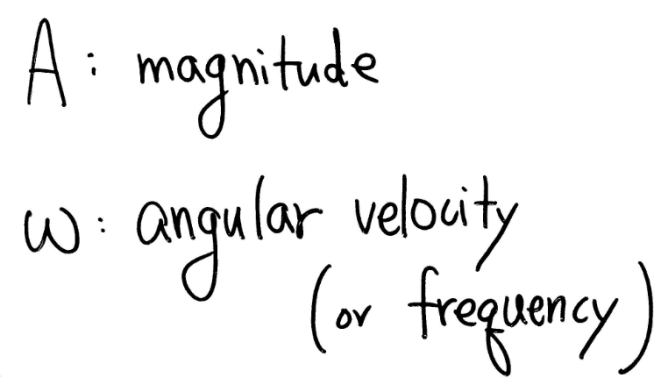 A: magnitude
ω: angular velocity
(or frequency)